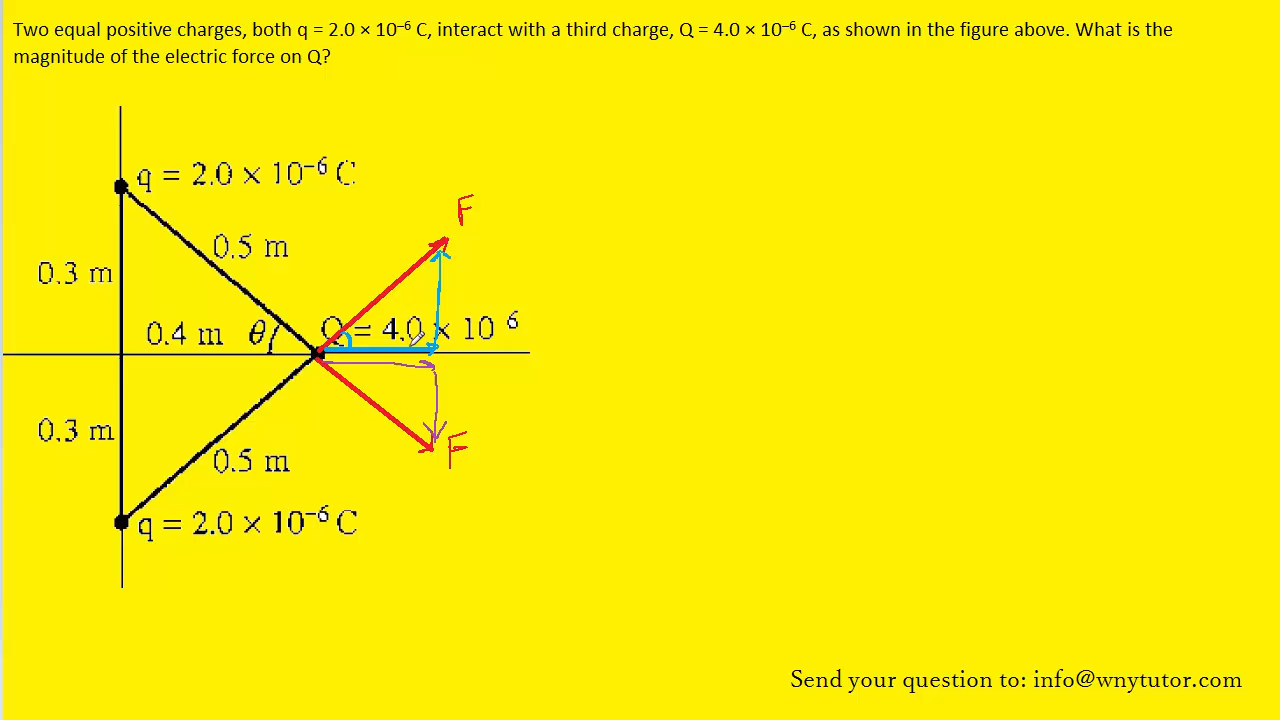 Two equal positive charges, both q = 2.0 × 10⁻⁶ C, interact with a third charge, Q = 4.0 × 10⁻⁶ C, as shown in the figure above. What is the
magnitude of the electric force on Q?
q = 2.0 × 10⁻⁶ C
F
0.5 m
0.3 m
0.4 m θ
Q = 4.0 × 10 ⁶
0.3 m
F
0.5 m
q = 2.0 × 10⁻⁶ C
Send your question to: info@wnytutor.com